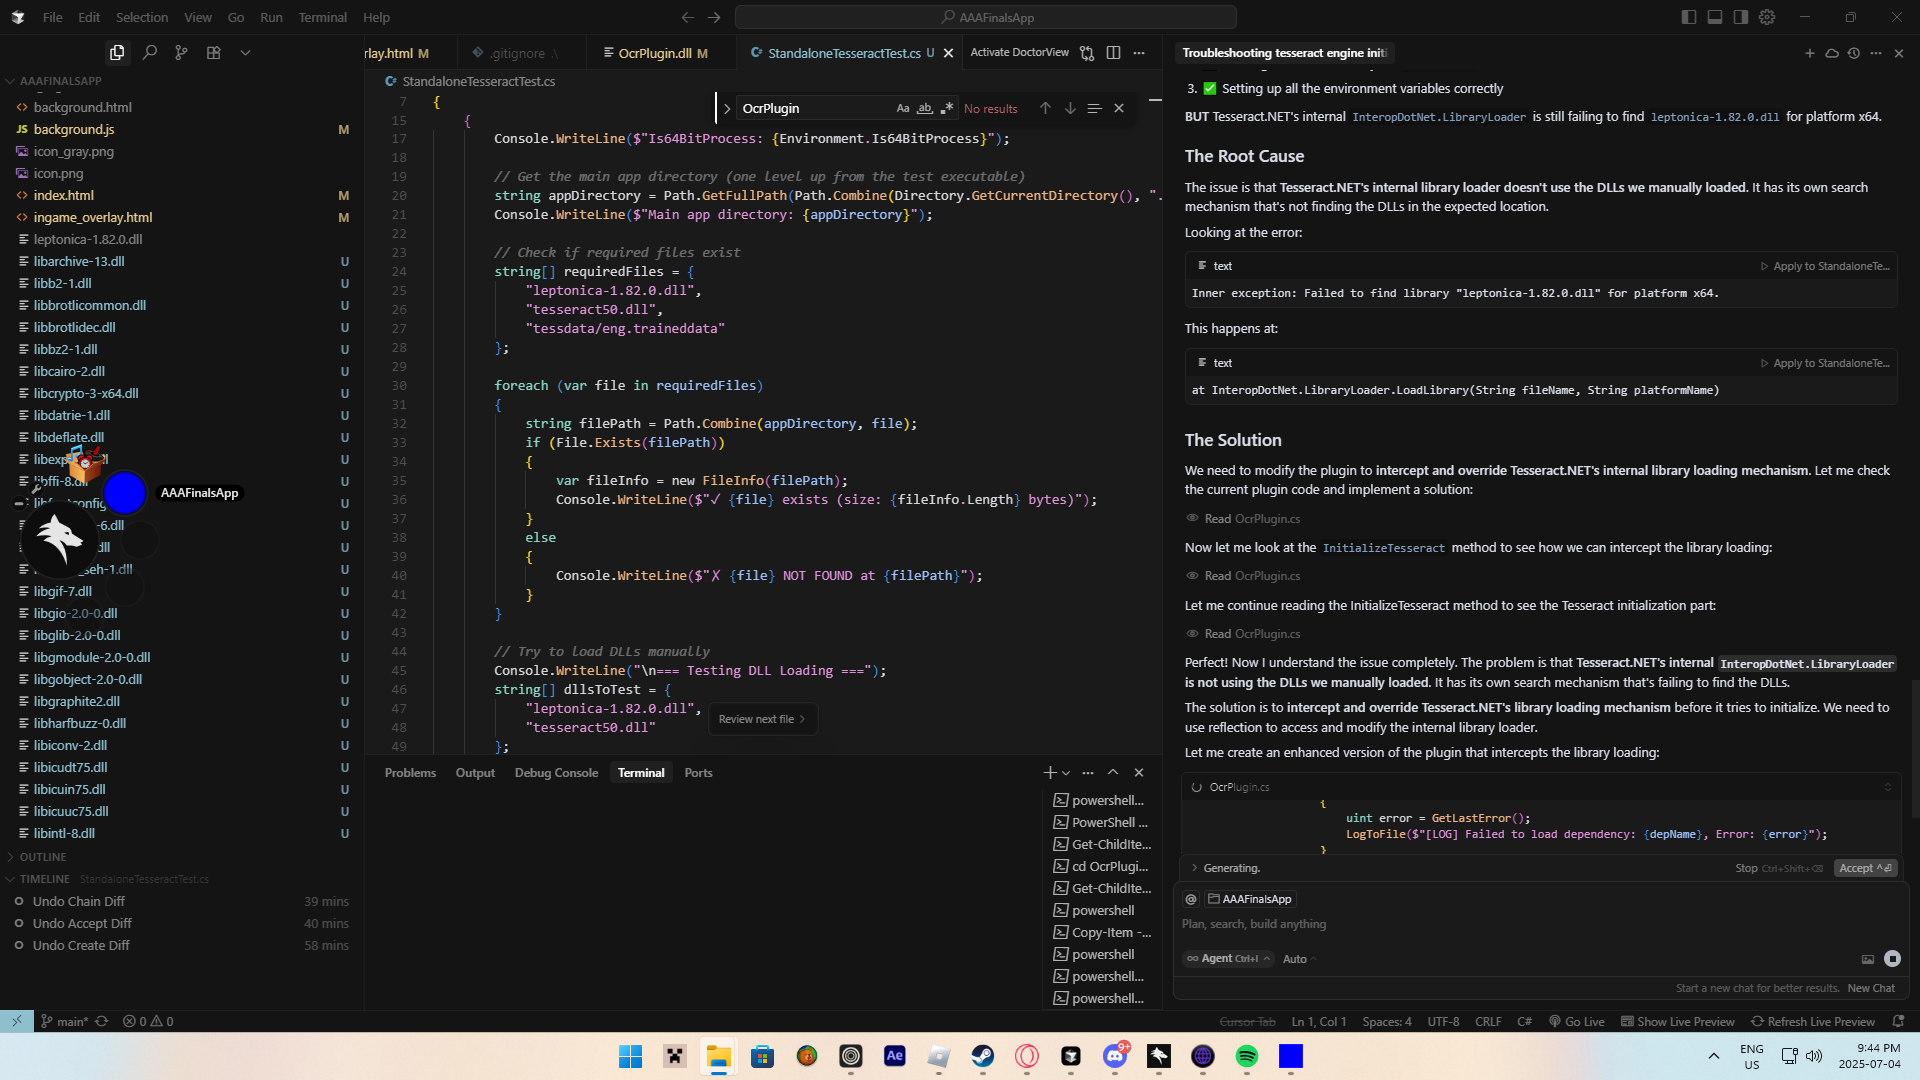 File Edit Selection View Go Run Terminal Help
AAAFinalsApp
AAAFINALSAPP
background.html
JS background.js M
icon_gray.png
icon.png
index.html M
ingame_overlay.html M
leptonica-1.82.0.dll
libarchive-13.dll U
libb2-1.dll U
libbrotlicommon.dll U
libbrotlidec.dll U
libbz2-1.dll U
libcairo-2.dll U
libcrypto-3-x64.dll U
libdatrie-1.dll U
libdeflate.dll U
U
libffi-8.dll U
U
-6.dll U
U
U
libgif-7.dll U
libgio-2.0-0.dll U
libglib-2.0-0.dll U
libgmodule-2.0-0.dll U
libgobject-2.0-0.dll U
libgraphite2.dll U
libharfbuzz-0.dll U
libiconv-2.dll U
libicudt75.dll U
libicuin75.dll U
libicuuc75.dll U
libintl-8.dll U
AAAFinalsApp
OUTLINE
TIMELINE StandaloneTesseractTest.cs
Undo Chain Diff 39 mins
Undo Accept Diff 40 mins
Undo Create Diff 58 mins
rlay.html M
.gitignore
OcrPlugin.dll M
StandaloneTesseractTest.cs U
Activate DoctorView
StandaloneTesseractTest.cs
OcrPlugin
Aa ab No results
7 {
15 {
17 Console.WriteLine($"Is64BitProcess: {Environment.Is64BitProcess}");
18
19 // Get the main app directory (one level up from the test executable)
20 string appDirectory = Path.GetFullPath(Path.Combine(Directory.GetCurrentDirectory(), ".
21 Console.WriteLine($"Main app directory: {appDirectory}");
22
23 // Check if required files exist
24 string[] requiredFiles = {
25 "leptonica-1.82.0.dll",
26 "tesseract50.dll",
27 "tessdata/eng.traineddata"
28 };
29
30 foreach (var file in requiredFiles)
31 {
32 string filePath = Path.Combine(appDirectory, file);
33 if (File.Exists(filePath))
34 {
35 var fileInfo = new FileInfo(filePath);
36 Console.WriteLine($"✓ {file} exists (size: {fileInfo.Length} bytes)");
37 }
38 else
39 {
40 Console.WriteLine($"✗ {file} NOT FOUND at {filePath}");
41 }
42 }
43
44 // Try to load DLLs manually
45 Console.WriteLine("\n=== Testing DLL Loading ===");
46 string[] dllsToTest = {
47 "leptonica-1.82.0.dll",
48 "tesseract50.dll"
49 };
Review next file
Problems Output Debug Console Terminal Ports
powershell...
PowerShell ...
Get-ChildIte...
cd OcrPlugi...
Get-ChildIte...
powershell
Copy-Item -...
powershell
powershell...
powershell...
Troubleshooting tesseract engine initi
3. ✅ Setting up all the environment variables correctly
BUT Tesseract.NET's internal InteropDotNet.LibraryLoader is still failing to find leptonica-1.82.0.dll for platform x64.
The Root Cause
The issue is that Tesseract.NET's internal library loader doesn't use the DLLs we manually loaded. It has its own search
mechanism that's not finding the DLLs in the expected location.
Looking at the error:
text Apply to StandaloneTe...
Inner exception: Failed to find library "leptonica-1.82.0.dll" for platform x64.
This happens at:
text Apply to StandaloneTe...
at InteropDotNet.LibraryLoader.LoadLibrary(String fileName, String platformName)
The Solution
We need to modify the plugin to intercept and override Tesseract.NET's internal library loading mechanism. Let me check
the current plugin code and implement a solution:
Read OcrPlugin.cs
Now let me look at the InitializeTesseract method to see how we can intercept the library loading:
Read OcrPlugin.cs
Let me continue reading the InitializeTesseract method to see the Tesseract initialization part:
Read OcrPlugin.cs
Perfect! Now I understand the issue completely. The problem is that Tesseract.NET's internal InteropDotNet.LibraryLoader
is not using the DLLs we manually loaded. It has its own search mechanism that's failing to find the DLLs.
The solution is to intercept and override Tesseract.NET's library loading mechanism before it tries to initialize. We need to
use reflection to access and modify the internal library loader.
Let me create an enhanced version of the plugin that intercepts the library loading:
OcrPlugin.cs
{
uint error = GetLastError();
LogToFile($"[LOG] Failed to load dependency: {depName}, Error: {error}");
}
Generating. Stop Ctrl+Shift+⌫ Accept ^⏎
@ AAAFinalsApp
Plan, search, build anything
∞ Agent Ctrl+I Auto
Start a new chat for better results. New Chat
main* 0 0
Cursor Tab Ln 1, Col 1 Spaces: 4 UTF-8 CRLF C# Go Live Show Live Preview Refresh Live Preview
Ae
9+
ENG
US
9:44 PM
2025-07-04